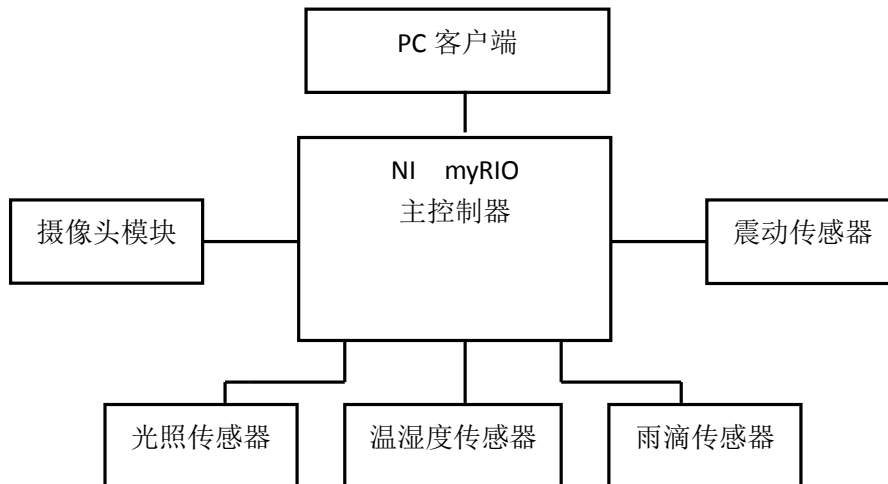 PC 客户端
NI myRIO
主控制器
摄像头模块
震动传感器
光照传感器
温湿度传感器
雨滴传感器